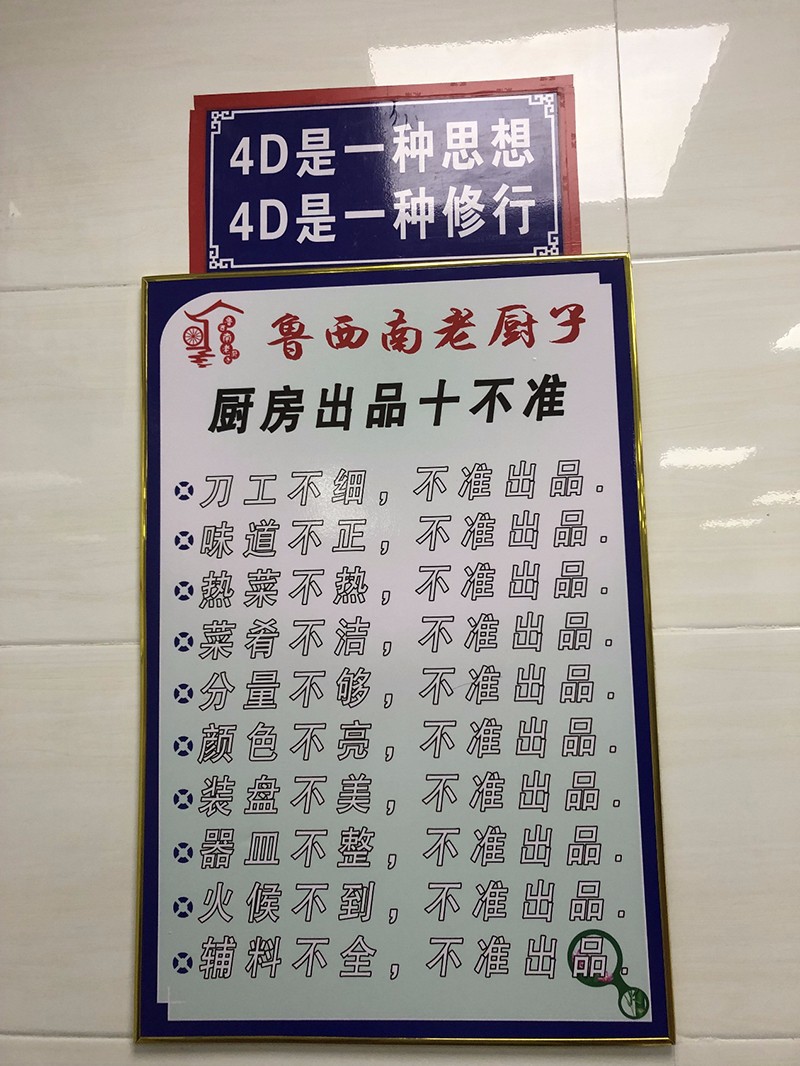 4D是一种思想
4D是一种修行
鲁西南老厨子
厨房出品十不准
刀工不细，不准出品.
味道不正，不准出品.
热菜不热，不准出品.
菜肴不洁，不准出品.
分量不够，不准出品.
颜色不亮，不准出品.
装盘不美，不准出品.
器皿不整，不准出品.
火候不到，不准出品.
辅料不全，不准出品.